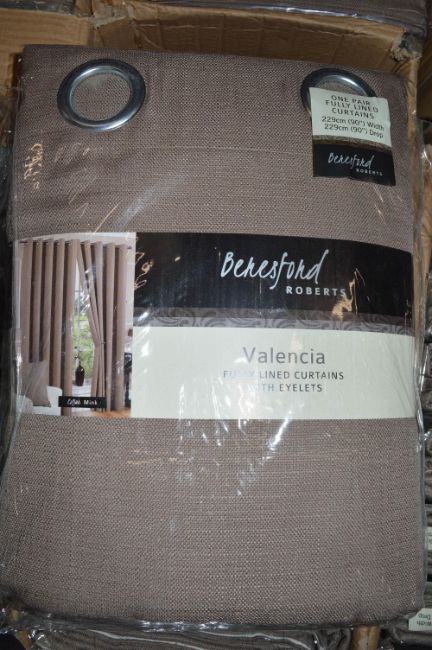 ONE PAIR
FULLY LINED
CURTAINS
229cm (90") Width
229cm (90") Drop
Beresford
ROBERTS
Beresford
ROBERTS
Valencia
FULLY LINED CURTAINS
WITH EYELETS
Mink